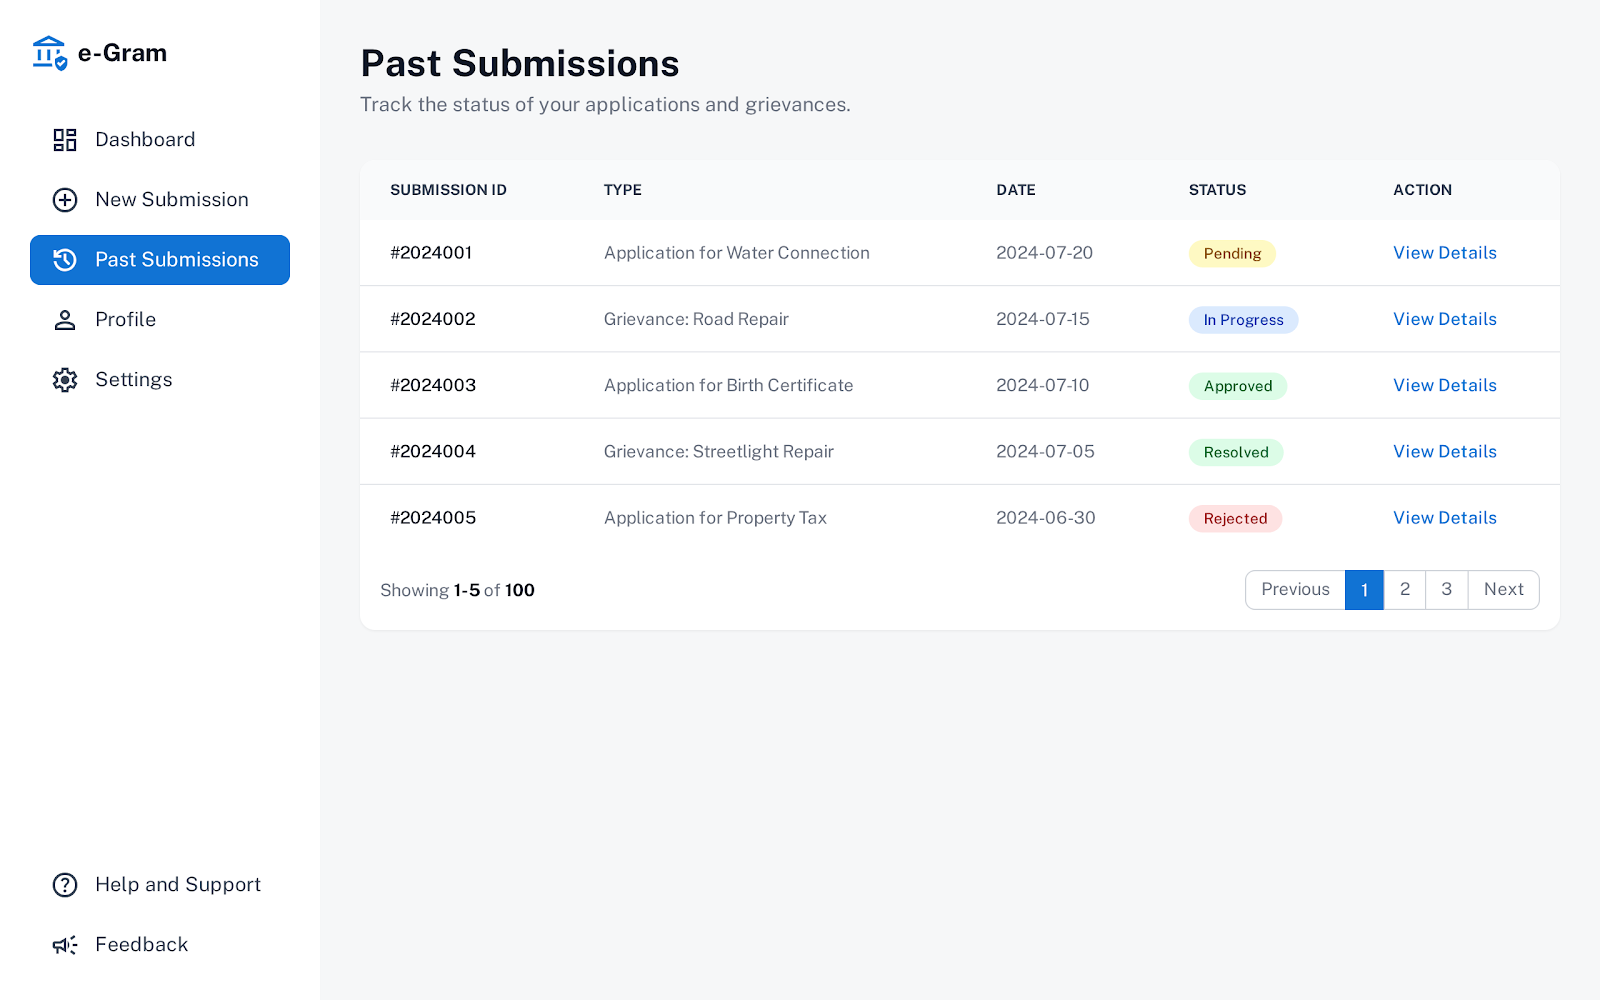 e-Gram
Dashboard
New Submission
Past Submissions
Profile
Settings
Help and Support
Feedback
Past Submissions
Track the status of your applications and grievances.
SUBMISSION ID TYPE DATE STATUS ACTION
#2024001 Application for Water Connection 2024-07-20 Pending View Details
#2024002 Grievance: Road Repair 2024-07-15 In Progress View Details
#2024003 Application for Birth Certificate 2024-07-10 Approved View Details
#2024004 Grievance: Streetlight Repair 2024-07-05 Resolved View Details
#2024005 Application for Property Tax 2024-06-30 Rejected View Details
Showing 1-5 of 100 Previous 1 2 3 Next